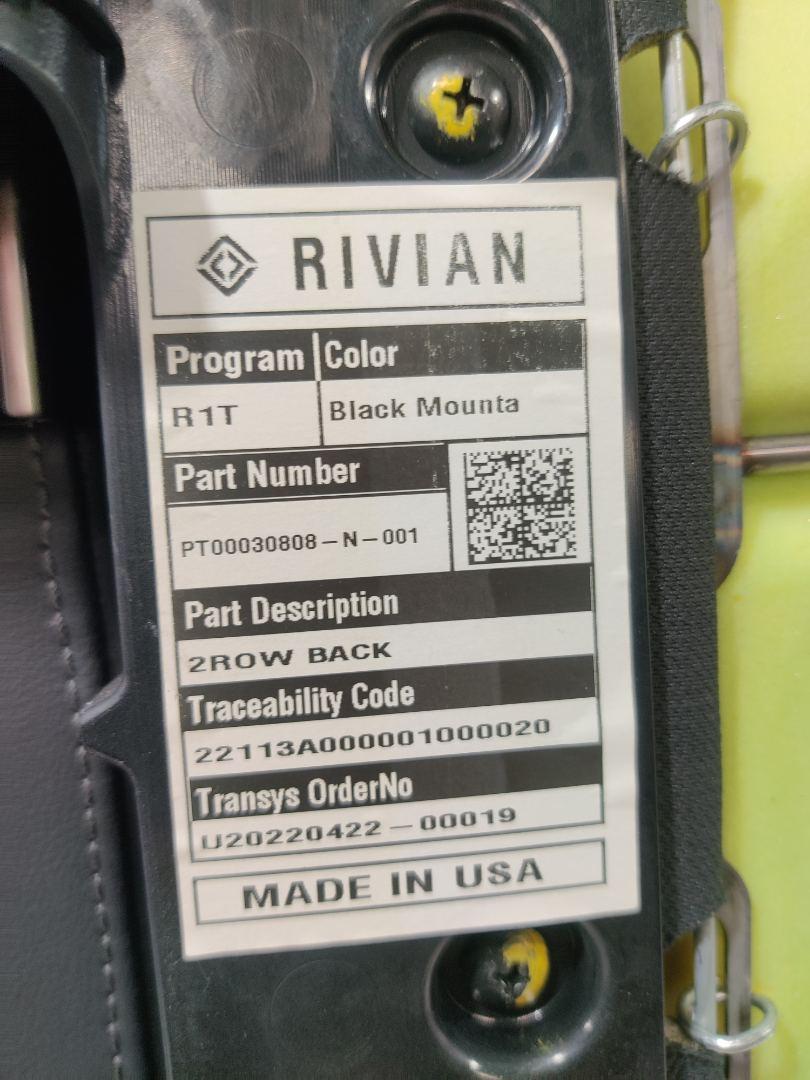 RIVIAN
Program Color
R1T Black Mounta
Part Number
PT00030808-N-001
Part Description
2ROW BACK
Traceability Code
22113A000001000020
Transys OrderNo
U20220422-00019
MADE IN USA